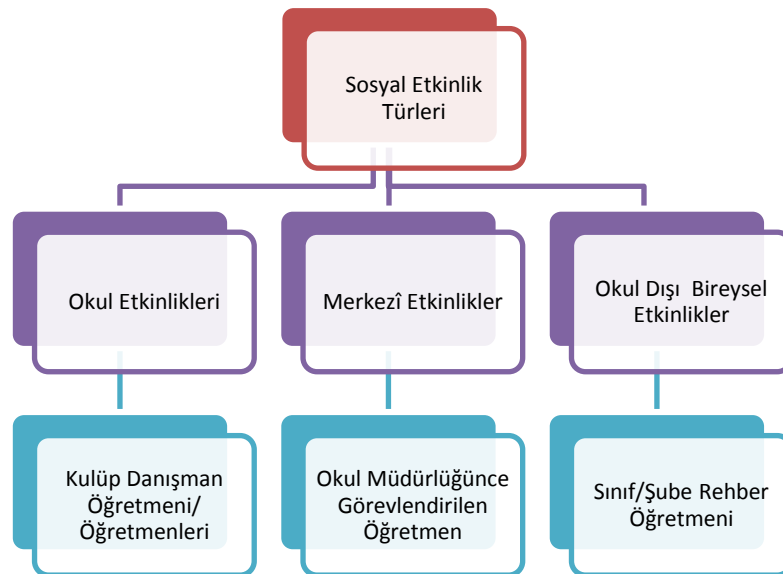 Sosyal Etkinlik
Türleri
Okul Etkinlikleri
Merkezî Etkinlikler
Okul Dışı Bireysel
Etkinlikler
Kulüp Danışman
Öğretmeni/
Öğretmenleri
Okul Müdürlüğünce
Görevlendirilen
Öğretmen
Sınıf/Şube Rehber
Öğretmeni